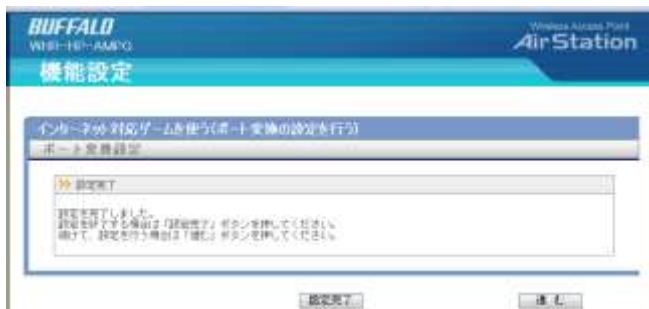 BUFFALO
WHR-HP-AMPG
Wireless Access Point
AirStation
機能設定
インターネット対応ゲームを使う(ポート変換の設定を行う)
ポート変換設定
設定完了
設定を完了しました。
設定を終了する場合は「設定完了」ボタンを押してください。
続けて、設定を行う場合は「進む」ボタンを押してください。
設定完了
進 む